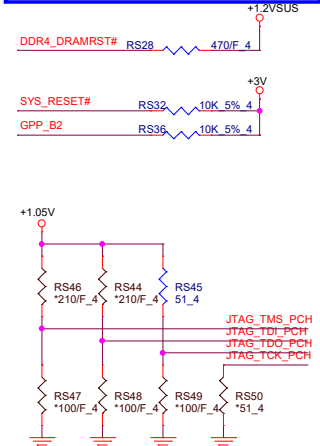 +1.2VSUS
DDR4_DRAMRST# RS28 470/F_4
+3V
SYS_RESET# RS32 10K_5%_4
GPP_B2 RS36 10K_5%_4
+1.05V
RS46 RS44 RS45
*210/F_4 *210/F_4 51_4
JTAG_TMS_PCH
JTAG_TDI_PCH
JTAG_TDO_PCH
JTAG_TCK_PCH
RS47 RS48 RS49 RS50
*100/F_4 *100/F_4 *100/F_4 *51_4